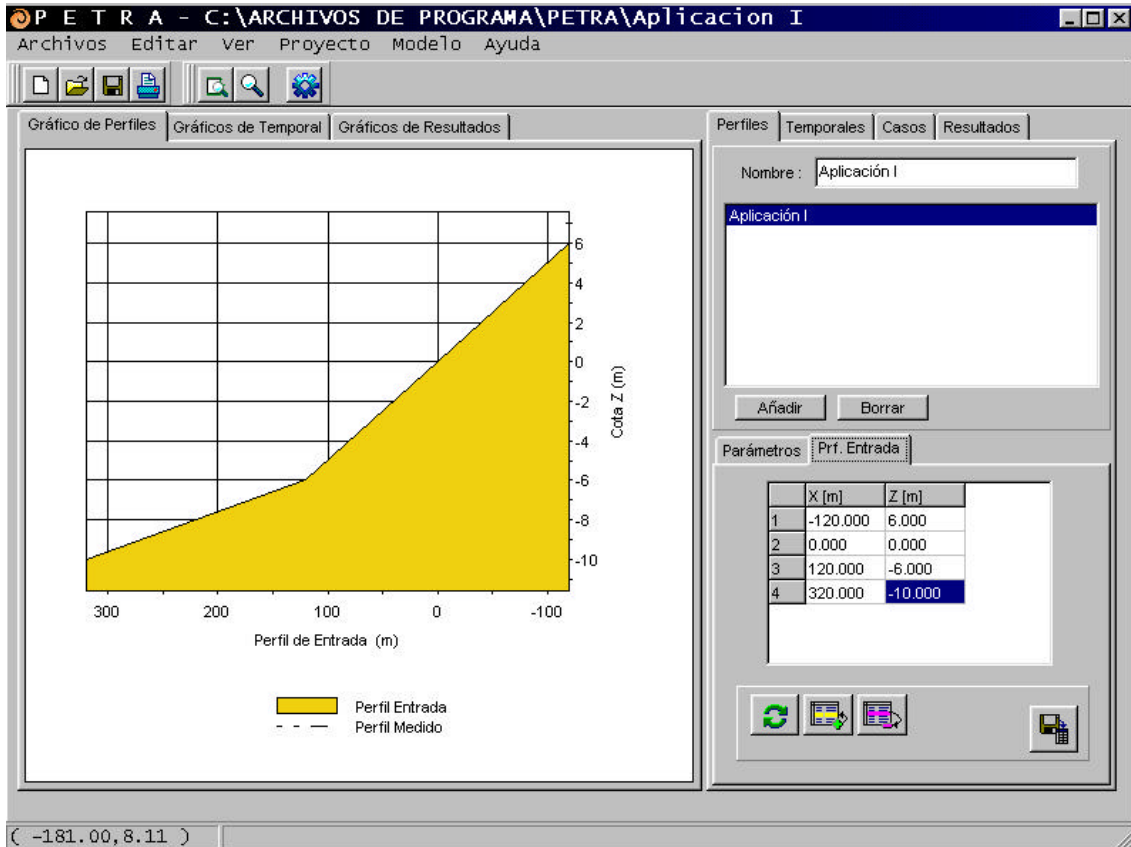 P E T R A - C:\ARCHIVOS DE PROGRAMA\PETRA\Aplicacion I
Archivos Editar Ver Proyecto Modelo Ayuda
Gráfico de Perfiles Gráficos de Temporal Gráficos de Resultados
6
4
2
0
-2
-4
-6
-8
-10
Cota Z (m)
300 200 100 0 -100
Perfil de Entrada (m)
Perfil Entrada
Perfil Medido
Perfiles Temporales Casos Resultados
Nombre : Aplicación I
Aplicación I
Añadir Borrar
Parámetros Prf. Entrada
X [m] Z [m]
1 -120.000 6.000
2 0.000 0.000
3 120.000 -6.000
4 320.000 -10.000
( -181.00,8.11 )